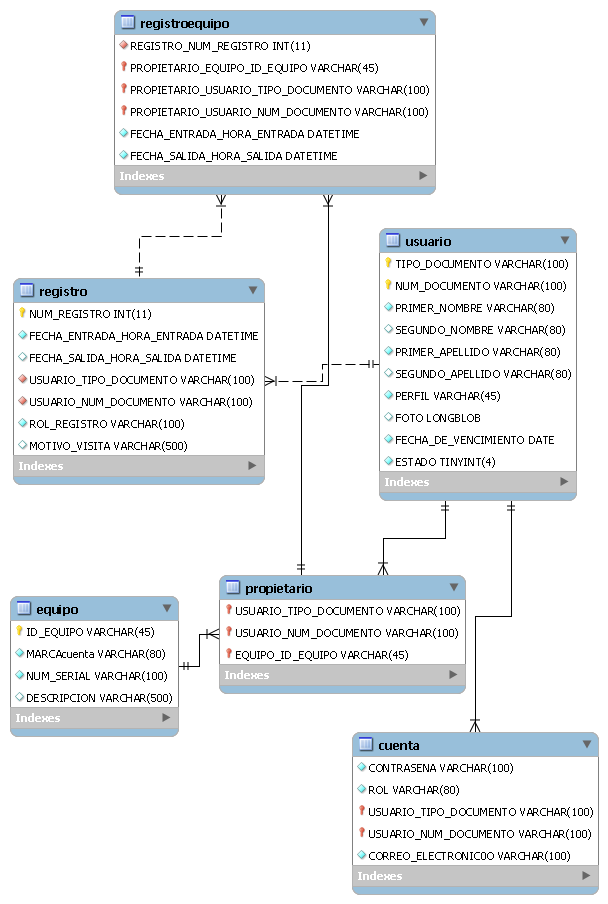 registroequipo
REGISTRO_NUM_REGISTRO INT(11)
PROPIETARIO_EQUIPO_ID_EQUIPO VARCHAR(45)
PROPIETARIO_USUARIO_TIPO_DOCUMENTO VARCHAR(100)
PROPIETARIO_USUARIO_NUM_DOCUMENTO VARCHAR(100)
FECHA_ENTRADA_HORA_ENTRADA DATETIME
FECHA_SALIDA_HORA_SALIDA DATETIME
Indexes
usuario
TIPO_DOCUMENTO VARCHAR(100)
NUM_DOCUMENTO VARCHAR(100)
PRIMER_NOMBRE VARCHAR(80)
SEGUNDO_NOMBRE VARCHAR(80)
PRIMER_APELLIDO VARCHAR(80)
SEGUNDO_APELLIDO VARCHAR(80)
PERFIL VARCHAR(45)
FOTO LONGBLOB
FECHA_DE_VENCIMIENTO DATE
ESTADO TINYINT(4)
Indexes
registro
NUM_REGISTRO INT(11)
FECHA_ENTRADA_HORA_ENTRADA DATETIME
FECHA_SALIDA_HORA_SALIDA DATETIME
USUARIO_TIPO_DOCUMENTO VARCHAR(100)
USUARIO_NUM_DOCUMENTO VARCHAR(100)
ROL_REGISTRO VARCHAR(100)
MOTIVO_VISITA VARCHAR(500)
Indexes
propietario
USUARIO_TIPO_DOCUMENTO VARCHAR(100)
USUARIO_NUM_DOCUMENTO VARCHAR(100)
EQUIPO_ID_EQUIPO VARCHAR(45)
Indexes
equipo
ID_EQUIPO VARCHAR(45)
MARCAcuenta VARCHAR(80)
NUM_SERIAL VARCHAR(100)
DESCRIPCION VARCHAR(500)
Indexes
cuenta
CONTRASENA VARCHAR(100)
ROL VARCHAR(80)
USUARIO_TIPO_DOCUMENTO VARCHAR(100)
USUARIO_NUM_DOCUMENTO VARCHAR(100)
CORREO_ELECTRONICOO VARCHAR(100)
Indexes